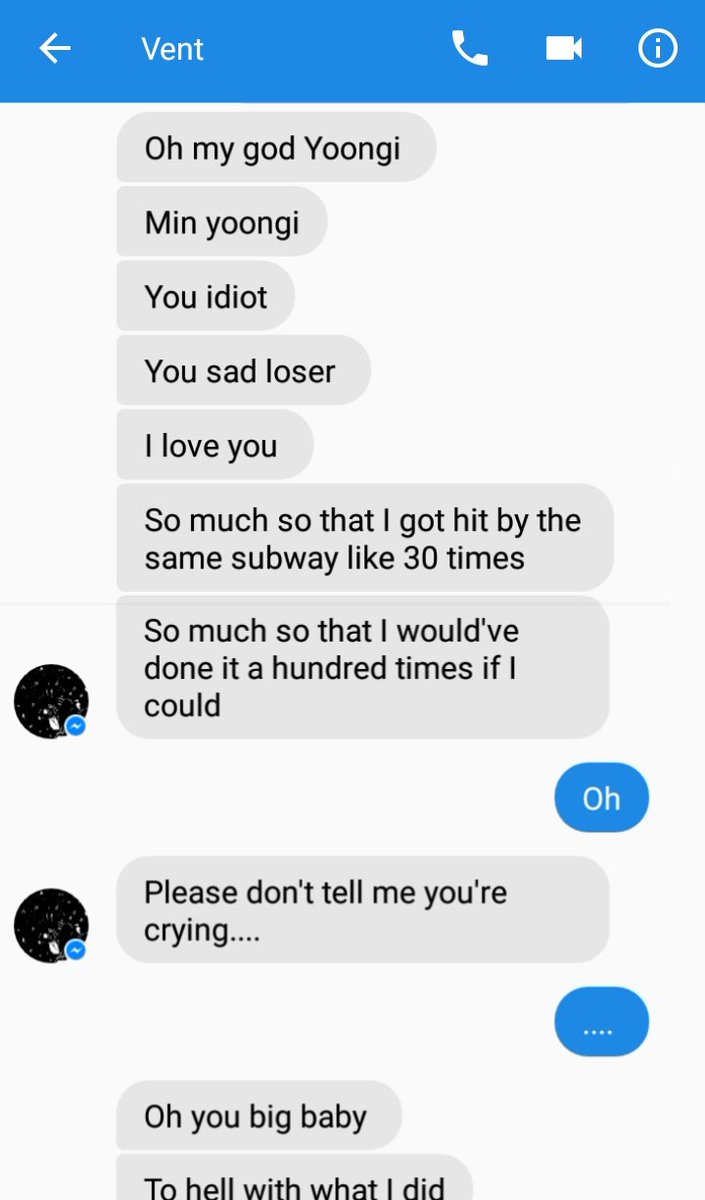 Vent
Oh my god Yoongi
Min yoongi
You idiot
You sad loser
I love you
So much so that I got hit by the
same subway like 30 times
So much so that I would've
done it a hundred times if I
could
Oh
Please don't tell me you're
crying....
....
Oh you big baby
To hell with what I did